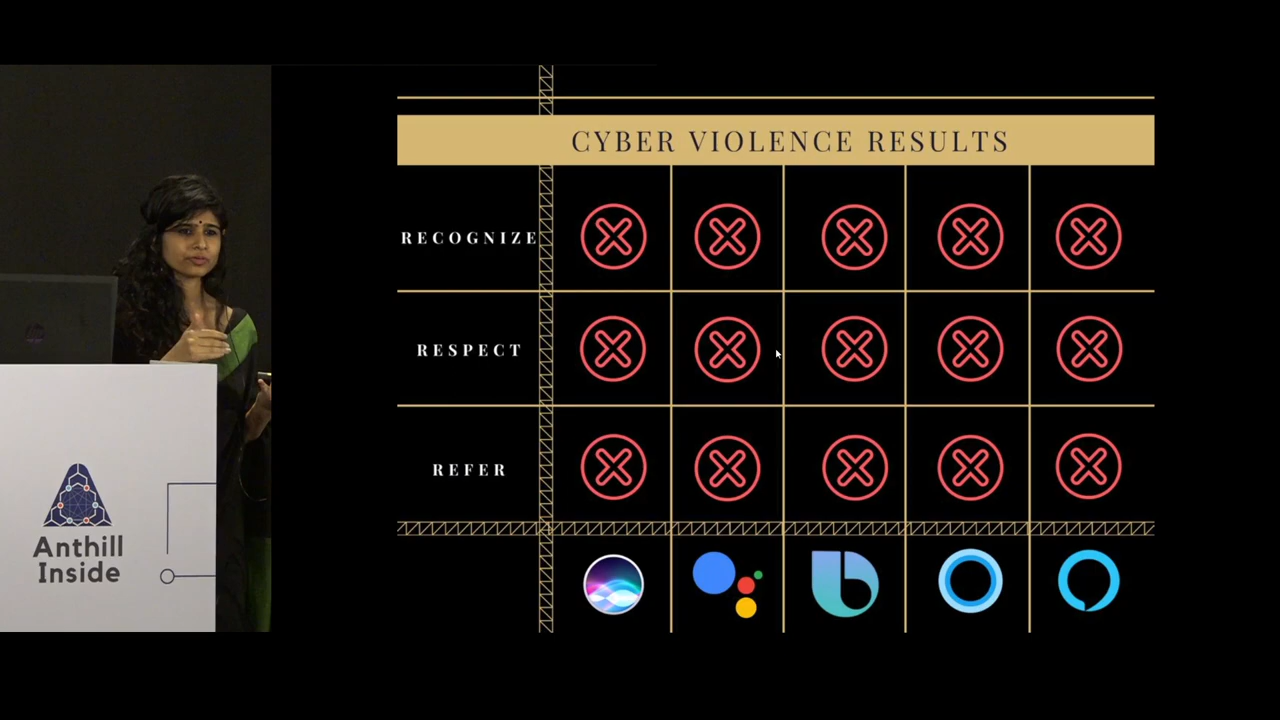 CYBER VIOLENCE RESULTS
RECOGNIZE
RESPECT
REFER
Anthill
Inside